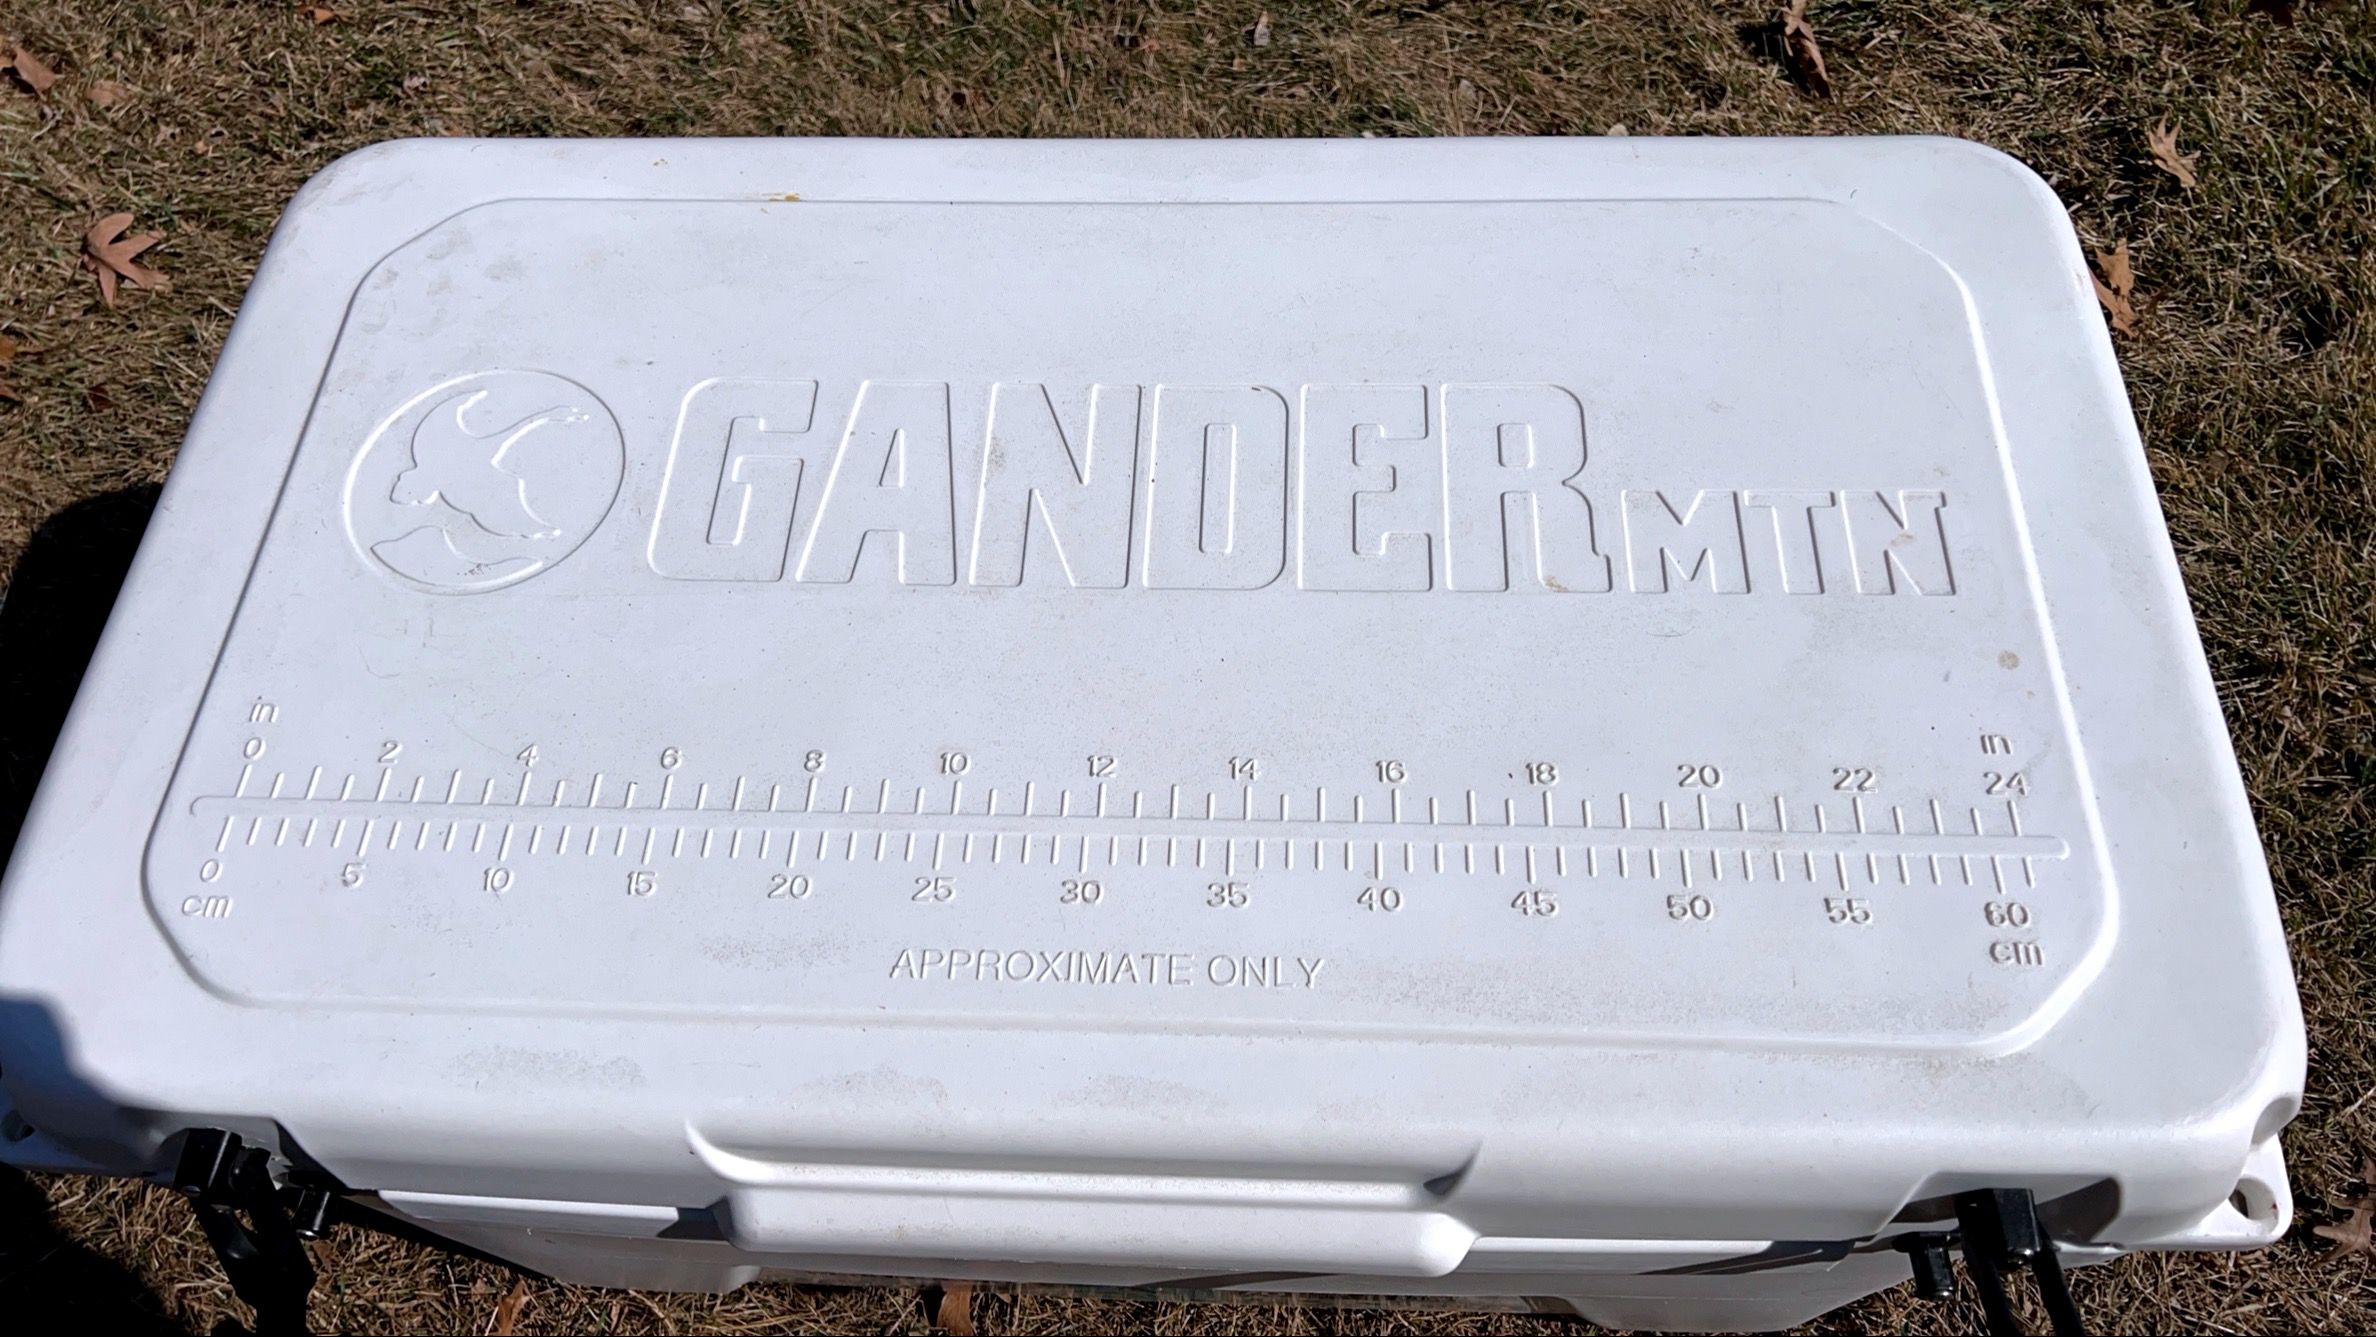 GANDER MTN
in in
0 2 4 6 8 10 12 14 16 18 20 22 24
0 5 10 15 20 25 30 35 40 45 50 55 60
cm cm
APPROXIMATE ONLY